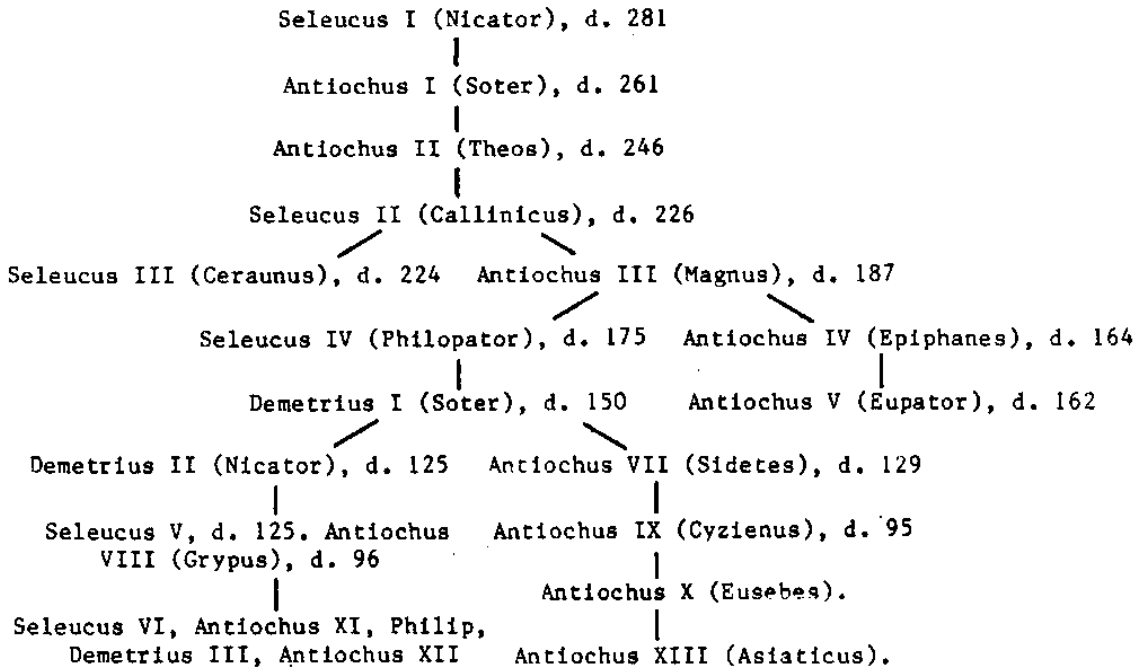 Seleucus I (Nicator), d. 281
Antiochus I (Soter), d. 261
Antiochus II (Theos), d. 246
Seleucus II (Callinicus), d. 226
Seleucus III (Ceraunus), d. 224 Antiochus III (Magnus), d. 187
Seleucus IV (Philopator), d. 175 Antiochus IV (Epiphanes), d. 164
Demetrius I (Soter), d. 150 Antiochus V (Eupator), d. 162
Demetrius II (Nicator), d. 125 Antiochus VII (Sidetes), d. 129
Seleucus V, d. 125. Antiochus
VIII (Grypus), d. 96
Antiochus IX (Cyzienus), d. 95
Antiochus X (Eusebes).
Seleucus VI, Antiochus XI, Philip,
Demetrius III, Antiochus XII
Antiochus XIII (Asiaticus).